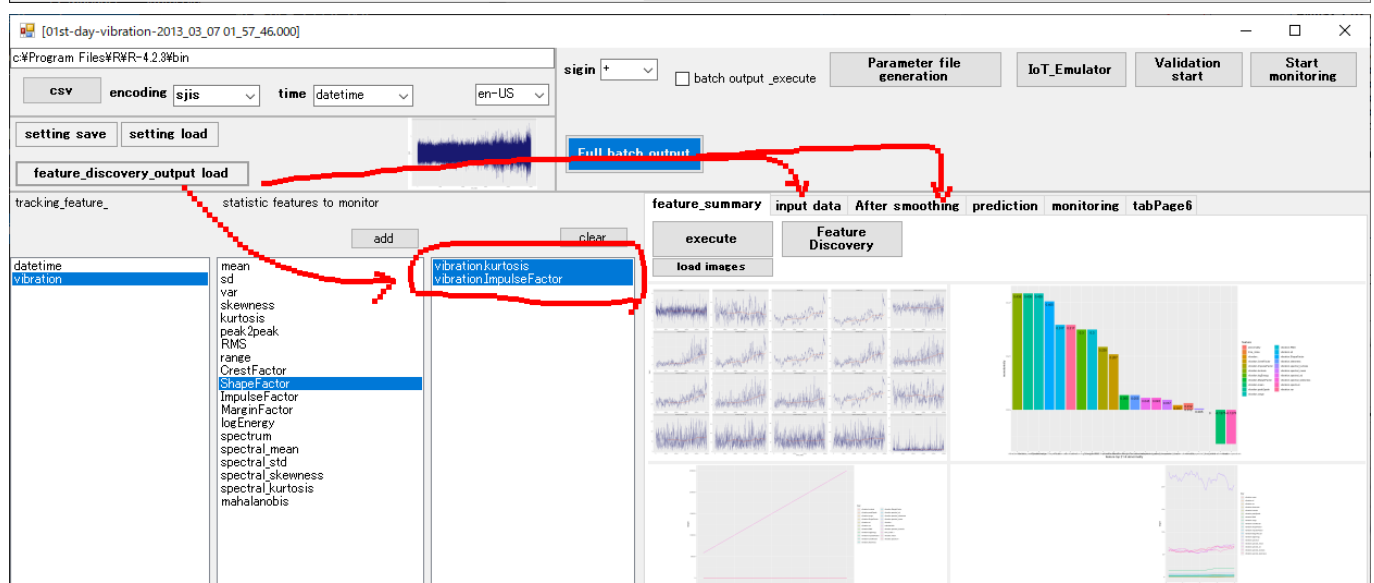 [01st-day-vibration-2013_03_07 01_57_46.000]
c:¥Program Files¥R¥R-4.2.3¥bin
csv
encoding
sjis
time
datetime
en-US
sigin
+
batch output _execute
Parameter file
generation
IoT_Emulator
Validation
start
Start
monitoring
setting save
setting load
Full batch output
feature_discovery_output load
tracking_feature_
statistic features to monitor
add
clear
feature_summary
input data
After smoothing
prediction
monitoring
tabPage6
execute
Feature
Discovery
load images
datetime
vibration
mean
sd
var
skewness
kurtosis
peak2peak
RMS
range
CrestFactor
ShapeFactor
ImpulseFactor
MarginFactor
logEnergy
spectrum
spectral_mean
spectral_std
spectral_skewness
spectral_kurtosis
mahalanobis
vibration.kurtosis
vibration.ImpulseFactor